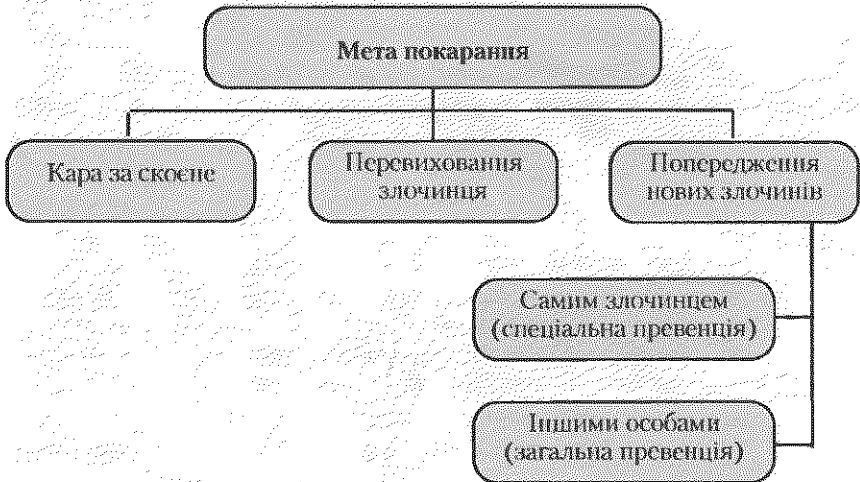 Мета покарання
Кара за скоєне
Перевиховання
злочинця
Попередження
нових злочинів
Самим злочинцем
(спеціальна превенція)
Іншими особами
(загальна превенція)